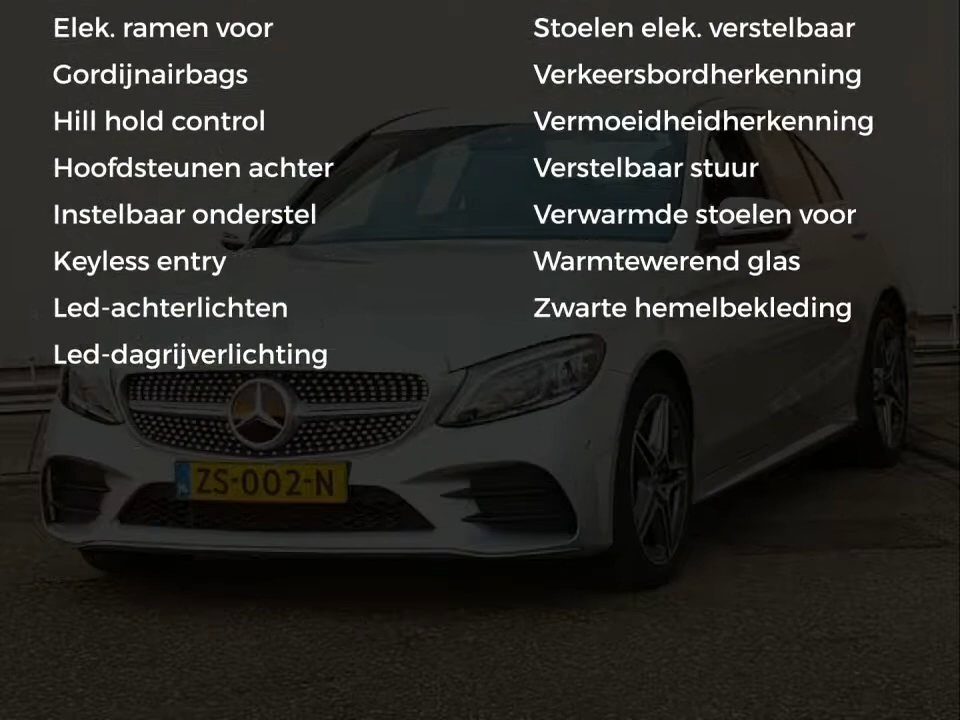 Elek. ramen voor
Gordijnairbags
Hill hold control
Hoofdsteunen achter
Instelbaar onderstel
Keyless entry
Led-achterlichten
Led-dagrijverlichting
Stoelen elek. verstelbaar
Verkeersbordherkenning
Vermoeidheidherkenning
Verstelbaar stuur
Verwarmde stoelen voor
Warmtewerend glas
Zwarte hemelbekleding
ZS-002-N